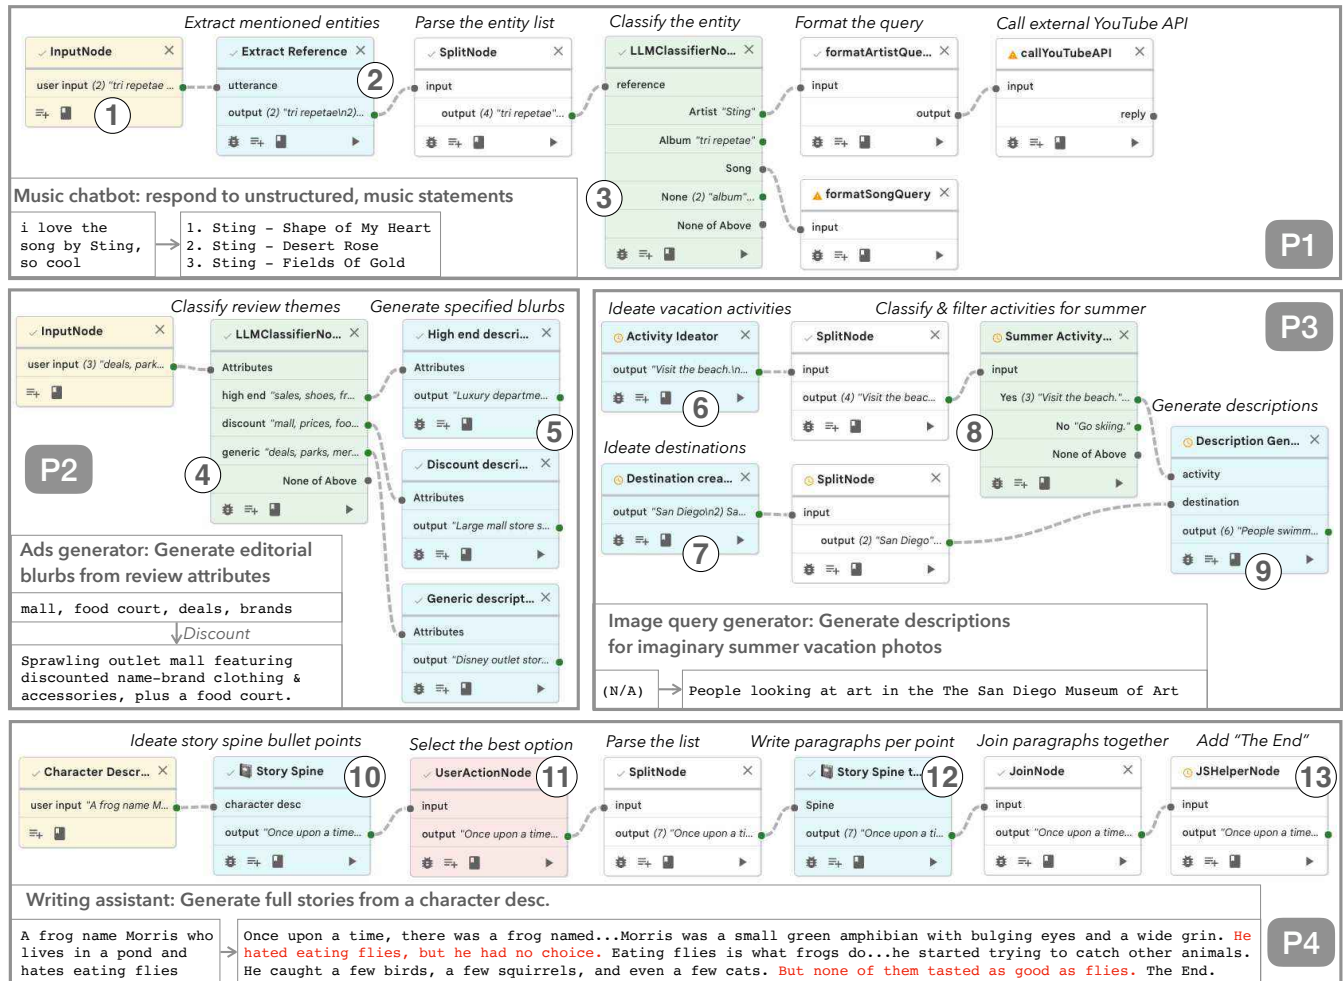 Extract mentioned entities
Parse the entity list
Classify the entity
Format the query
Call external YouTube API
InputNode
user input (2) "tri repetae ...
1
Extract Reference
2
utterance
output (2) "tri repetae\n2)...
SplitNode
input
output (4) "tri repetae"...
LLMClassifierNo...
reference
Artist "Sting"
Album "tri repetae"
Song
3
None (2) "album"...
None of Above
formatArtistQue...
input
output
callYouTubeAPI
input
reply
formatSongQuery
input
Music chatbot: respond to unstructured, music statements
i love the
song by Sting,
so cool
1. Sting – Shape of My Heart
2. Sting – Desert Rose
3. Sting – Fields Of Gold
P1
Classify review themes
Generate specified blurbs
InputNode
user input (3) "deals, park...
LLMClassifierNo...
Attributes
high end "sales, shoes, fr...
discount "mall, prices, foo...
generic "deals, parks, mer...
4
None of Above
High end descri...
Attributes
output "Luxury departme...
5
Discount descri...
Attributes
output "Large mall store s...
Generic descript...
Attributes
output "Disney outlet stor...
P2
Ads generator: Generate editorial
blurbs from review attributes
mall, food court, deals, brands
Discount
Sprawling outlet mall featuring
discounted name-brand clothing &
accessories, plus a food court.
Ideate vacation activities
Classify & filter activities for summer
P3
Activity Ideator
output "Visit the beach.\n...
6
SplitNode
input
output (4) "Visit the beac...
Summer Activity...
input
Yes (3) "Visit the beach."...
8
No "Go skiing."
None of Above
Generate descriptions
Ideate destinations
Destination crea...
output "San Diego\n2) Sa...
7
SplitNode
input
output (2) "San Diego"...
Description Gen...
activity
destination
output (6) "People swimm...
9
Image query generator: Generate descriptions
for imaginary summer vacation photos
(N/A)
People looking at art in the The San Diego Museum of Art
Ideate story spine bullet points
Select the best option
Parse the list
Write paragraphs per point
Join paragraphs together
Add “The End”
Character Descr...
user input "A frog name M...
Story Spine
10
character desc
output "Once upon a time...
UserActionNode
11
input
output "Once upon a time...
SplitNode
input
output (7) "Once upon a ti...
Story Spine t...
12
Spine
output (7) "Once upon a ti...
JoinNode
input
output "Once upon a time...
JSHelperNode
13
input
output "Once upon a time...
Writing assistant: Generate full stories from a character desc.
A frog name Morris who
lives in a pond and
hates eating flies
Once upon a time, there was a frog named...Morris was a small green amphibian with bulging eyes and a wide grin. He
hated eating flies, but he had no choice. Eating flies is what frogs do...he started trying to catch other animals.
He caught a few birds, a few squirrels, and even a few cats. But none of them tasted as good as flies. The End.
P4